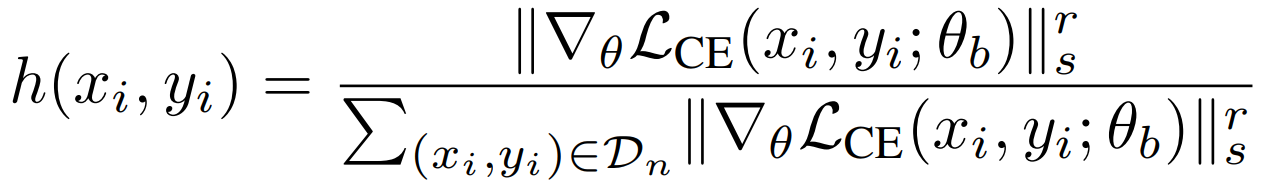 h(x_i, y_i) = \frac{\|\nabla_\theta \mathcal{L}_{\text{CE}}(x_i, y_i; \theta_b)\|_s^r}{\sum_{(x_i, y_i) \in \mathcal{D}_n} \|\nabla_\theta \mathcal{L}_{\text{CE}}(x_i, y_i; \theta_b)\|_s^r}